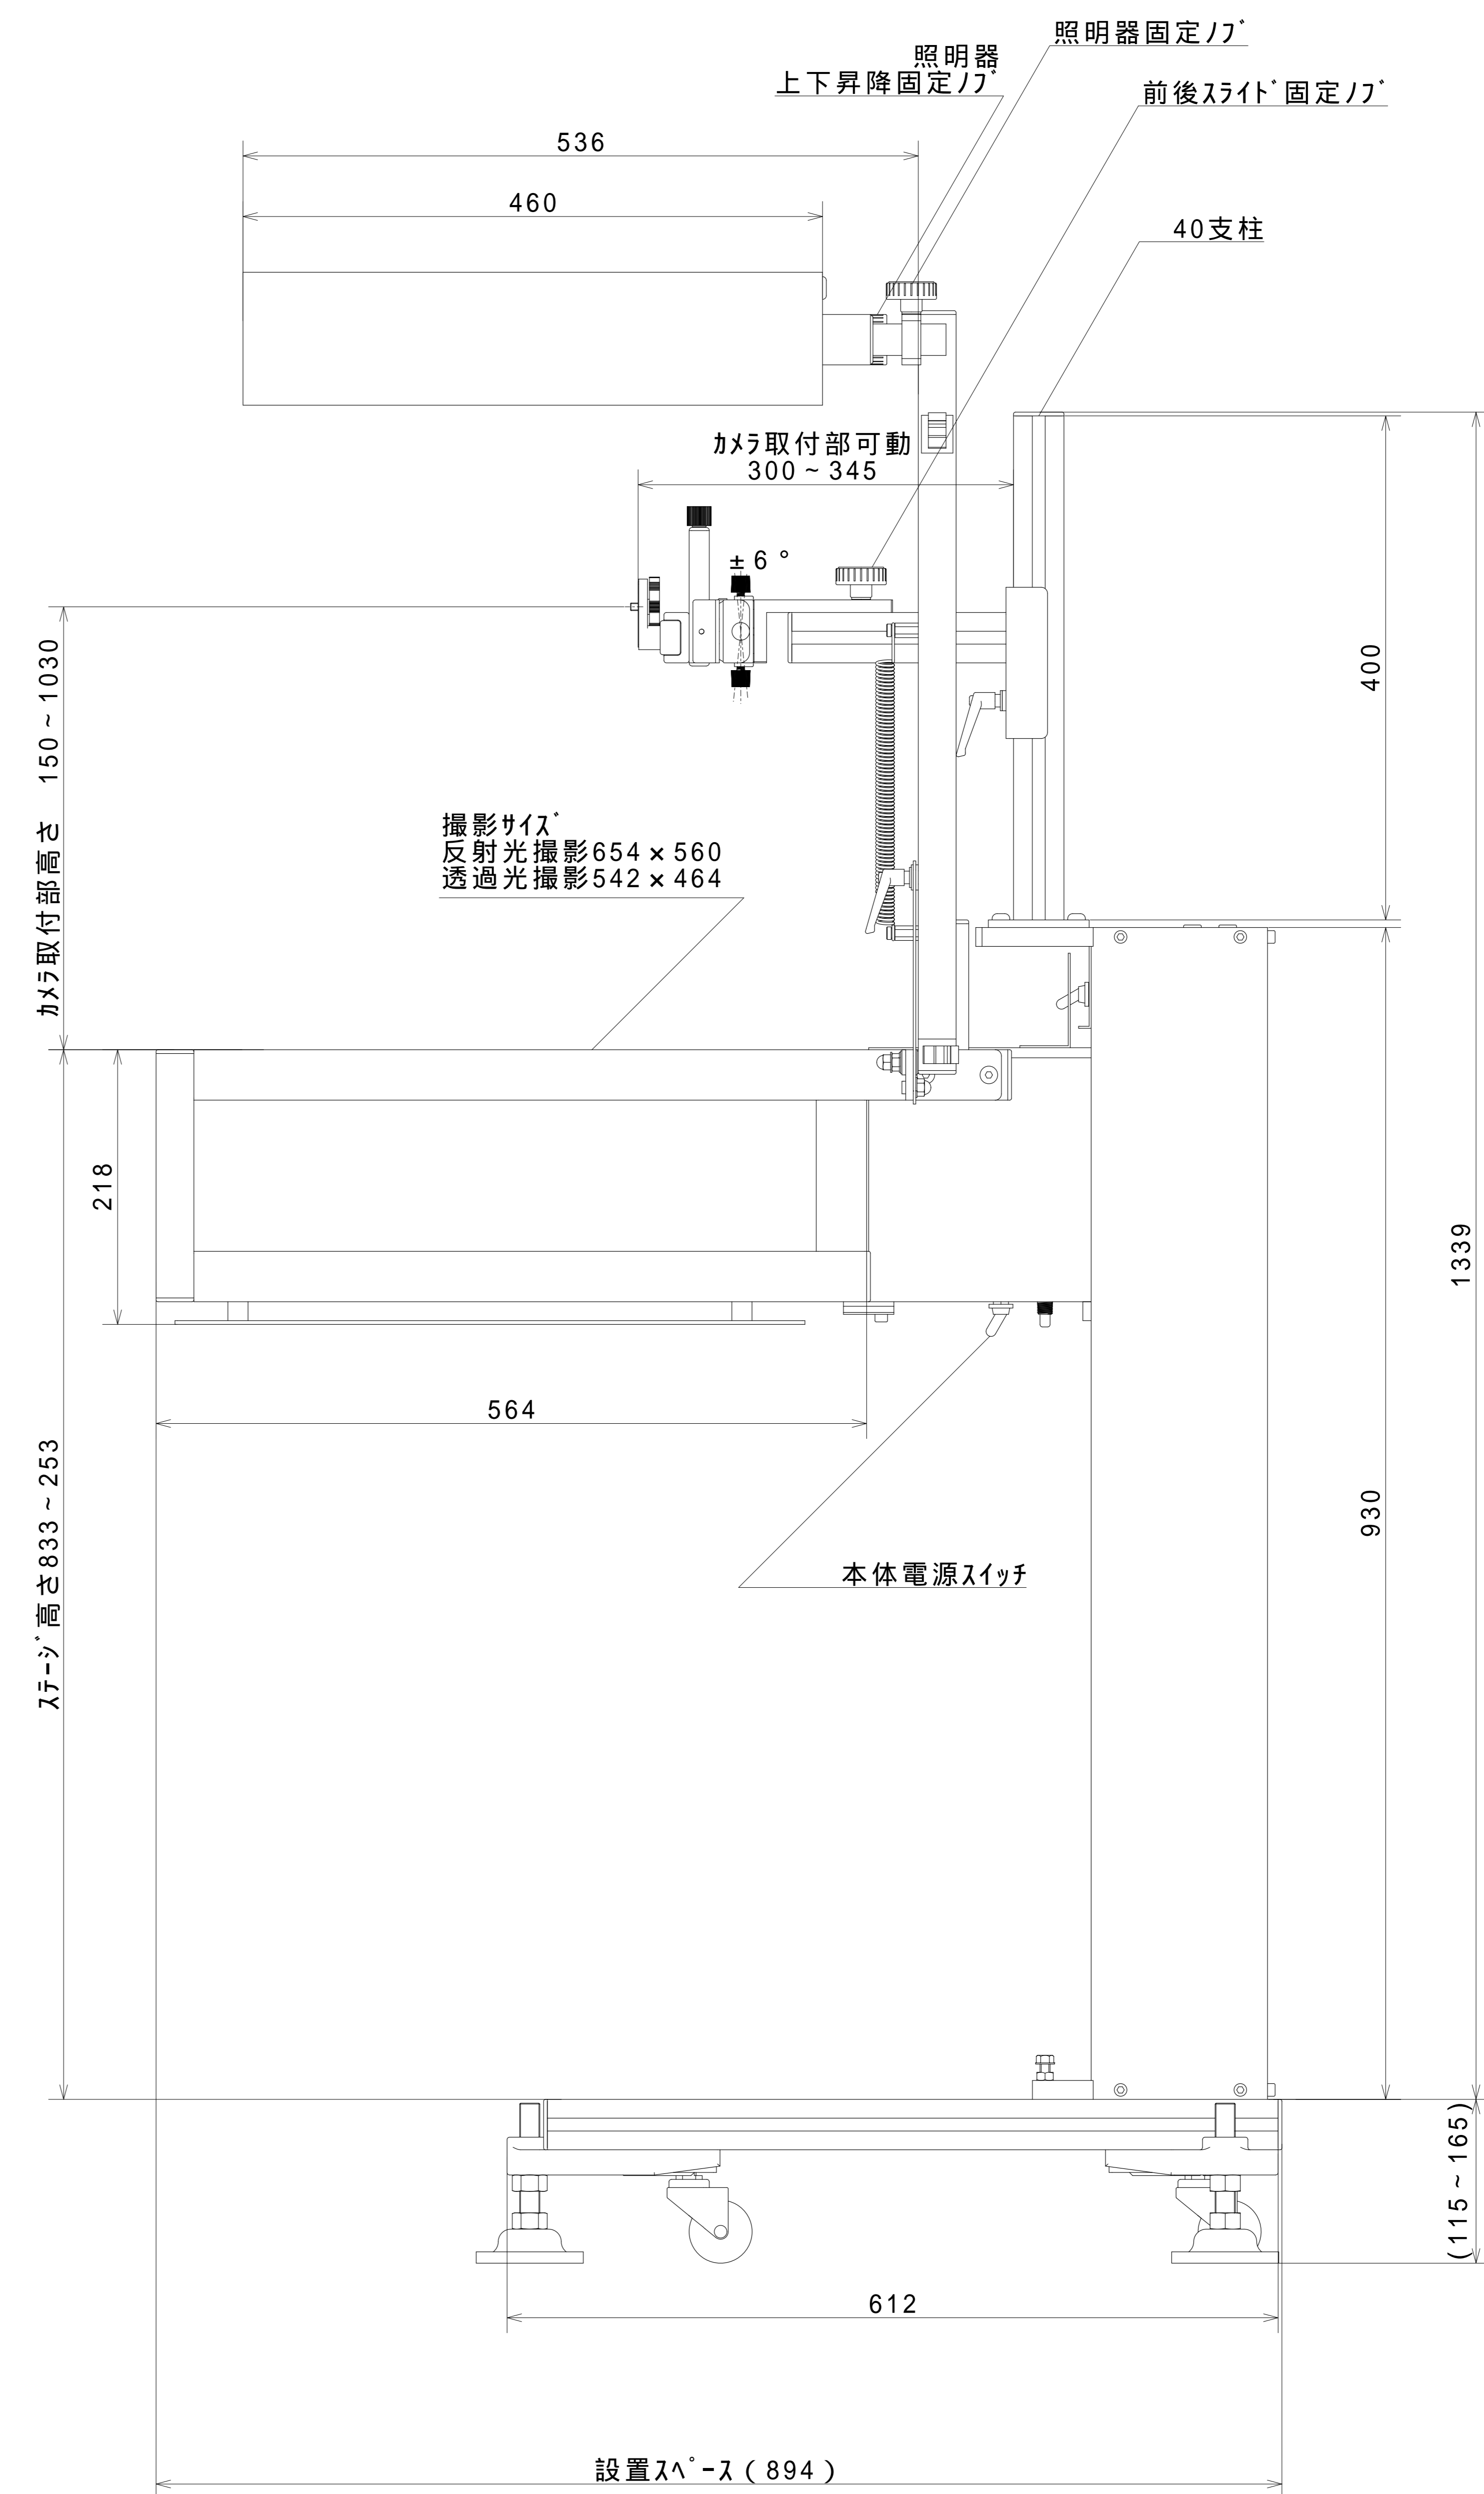 照明器固定ﾉﾌﾞ
照明器
上下昇降固定ﾉﾌﾞ
前後ｽﾗｲﾄﾞ固定ﾉﾌﾞ
536
460
40支柱
ｶﾒﾗ取付部可動
300~345
±6°
ｶﾒﾗ取付部高さ 150~1030
400
撮影ｻｲｽﾞ
反射光撮影654×560
透過光撮影542×464
218
1339
564
930
ｽﾃｰｼﾞ高さ833~253
本体電源ｽｲｯﾁ
(115~165)
612
設置ｽﾍﾟｰｽ(894)